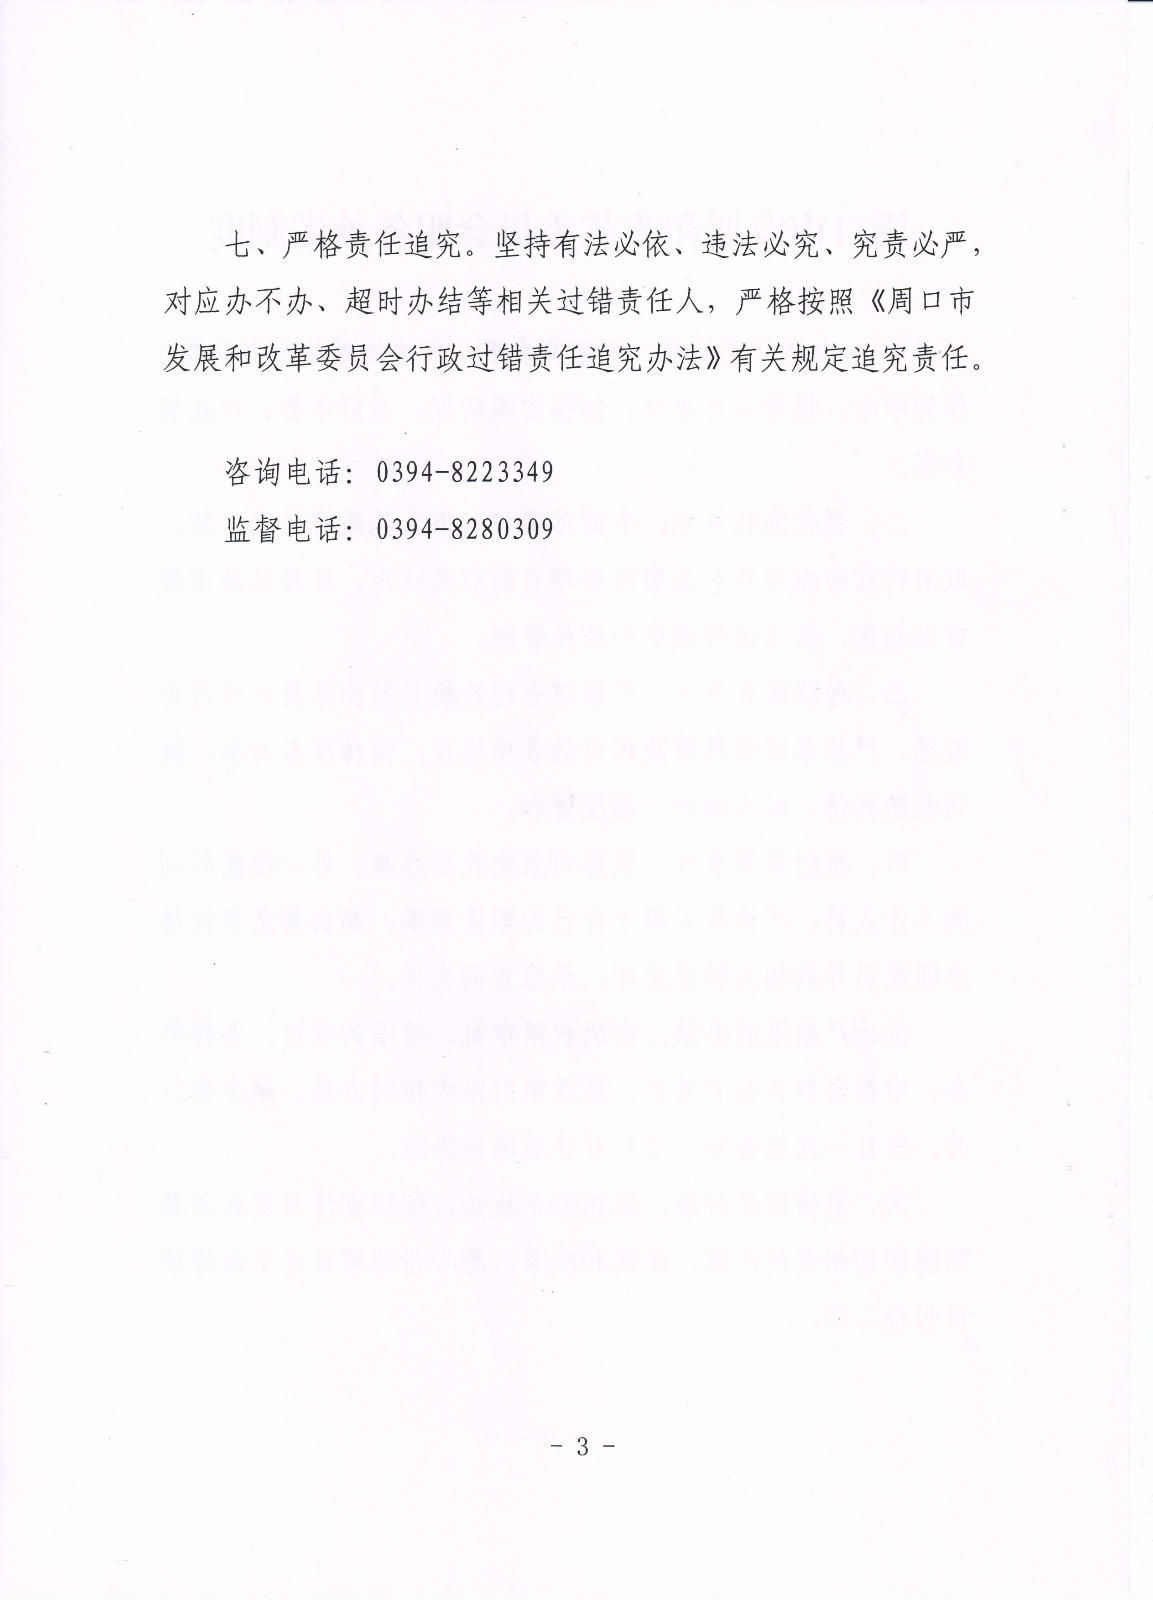 七、严格责任追究。坚持有法必依、违法必究、究责必严，
对应办不办、超时办结等相关过错责任人，严格按照《周口市
发展和改革委员会行政过错责任追究办法》有关规定追究责任。
咨询电话：0394-8223349
监督电话：0394-8280309
- 3 -